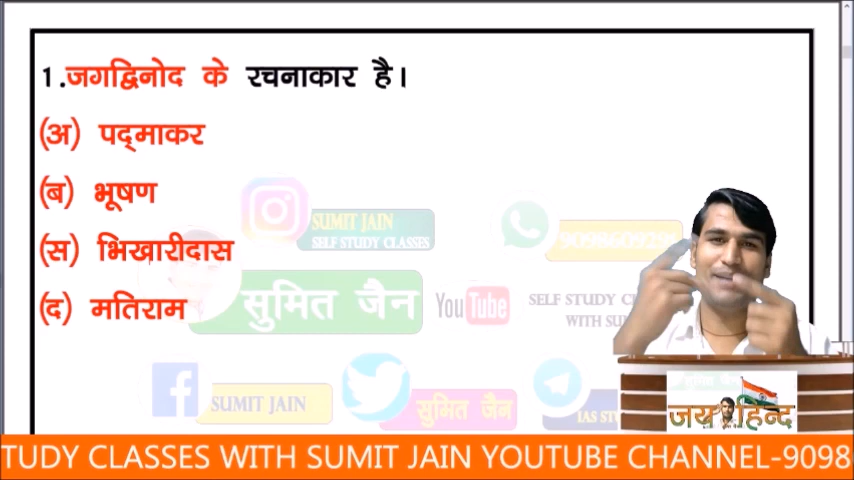 1.जगद्विनोद के रचनाकार है।
(अ) पद्माकर
(ब) भूषण
(स) भिखारीदास
(द) मतिराम
SUMIT JAIN
SELF STUDY CLASSES
सुमित जैन
YouTube
SELF STUDY
WITH
SUMIT JAIN
सुमित जैन
IAS
जय हिन्द
TUDY CLASSES WITH SUMIT JAIN YOUTUBE CHANNEL-9098